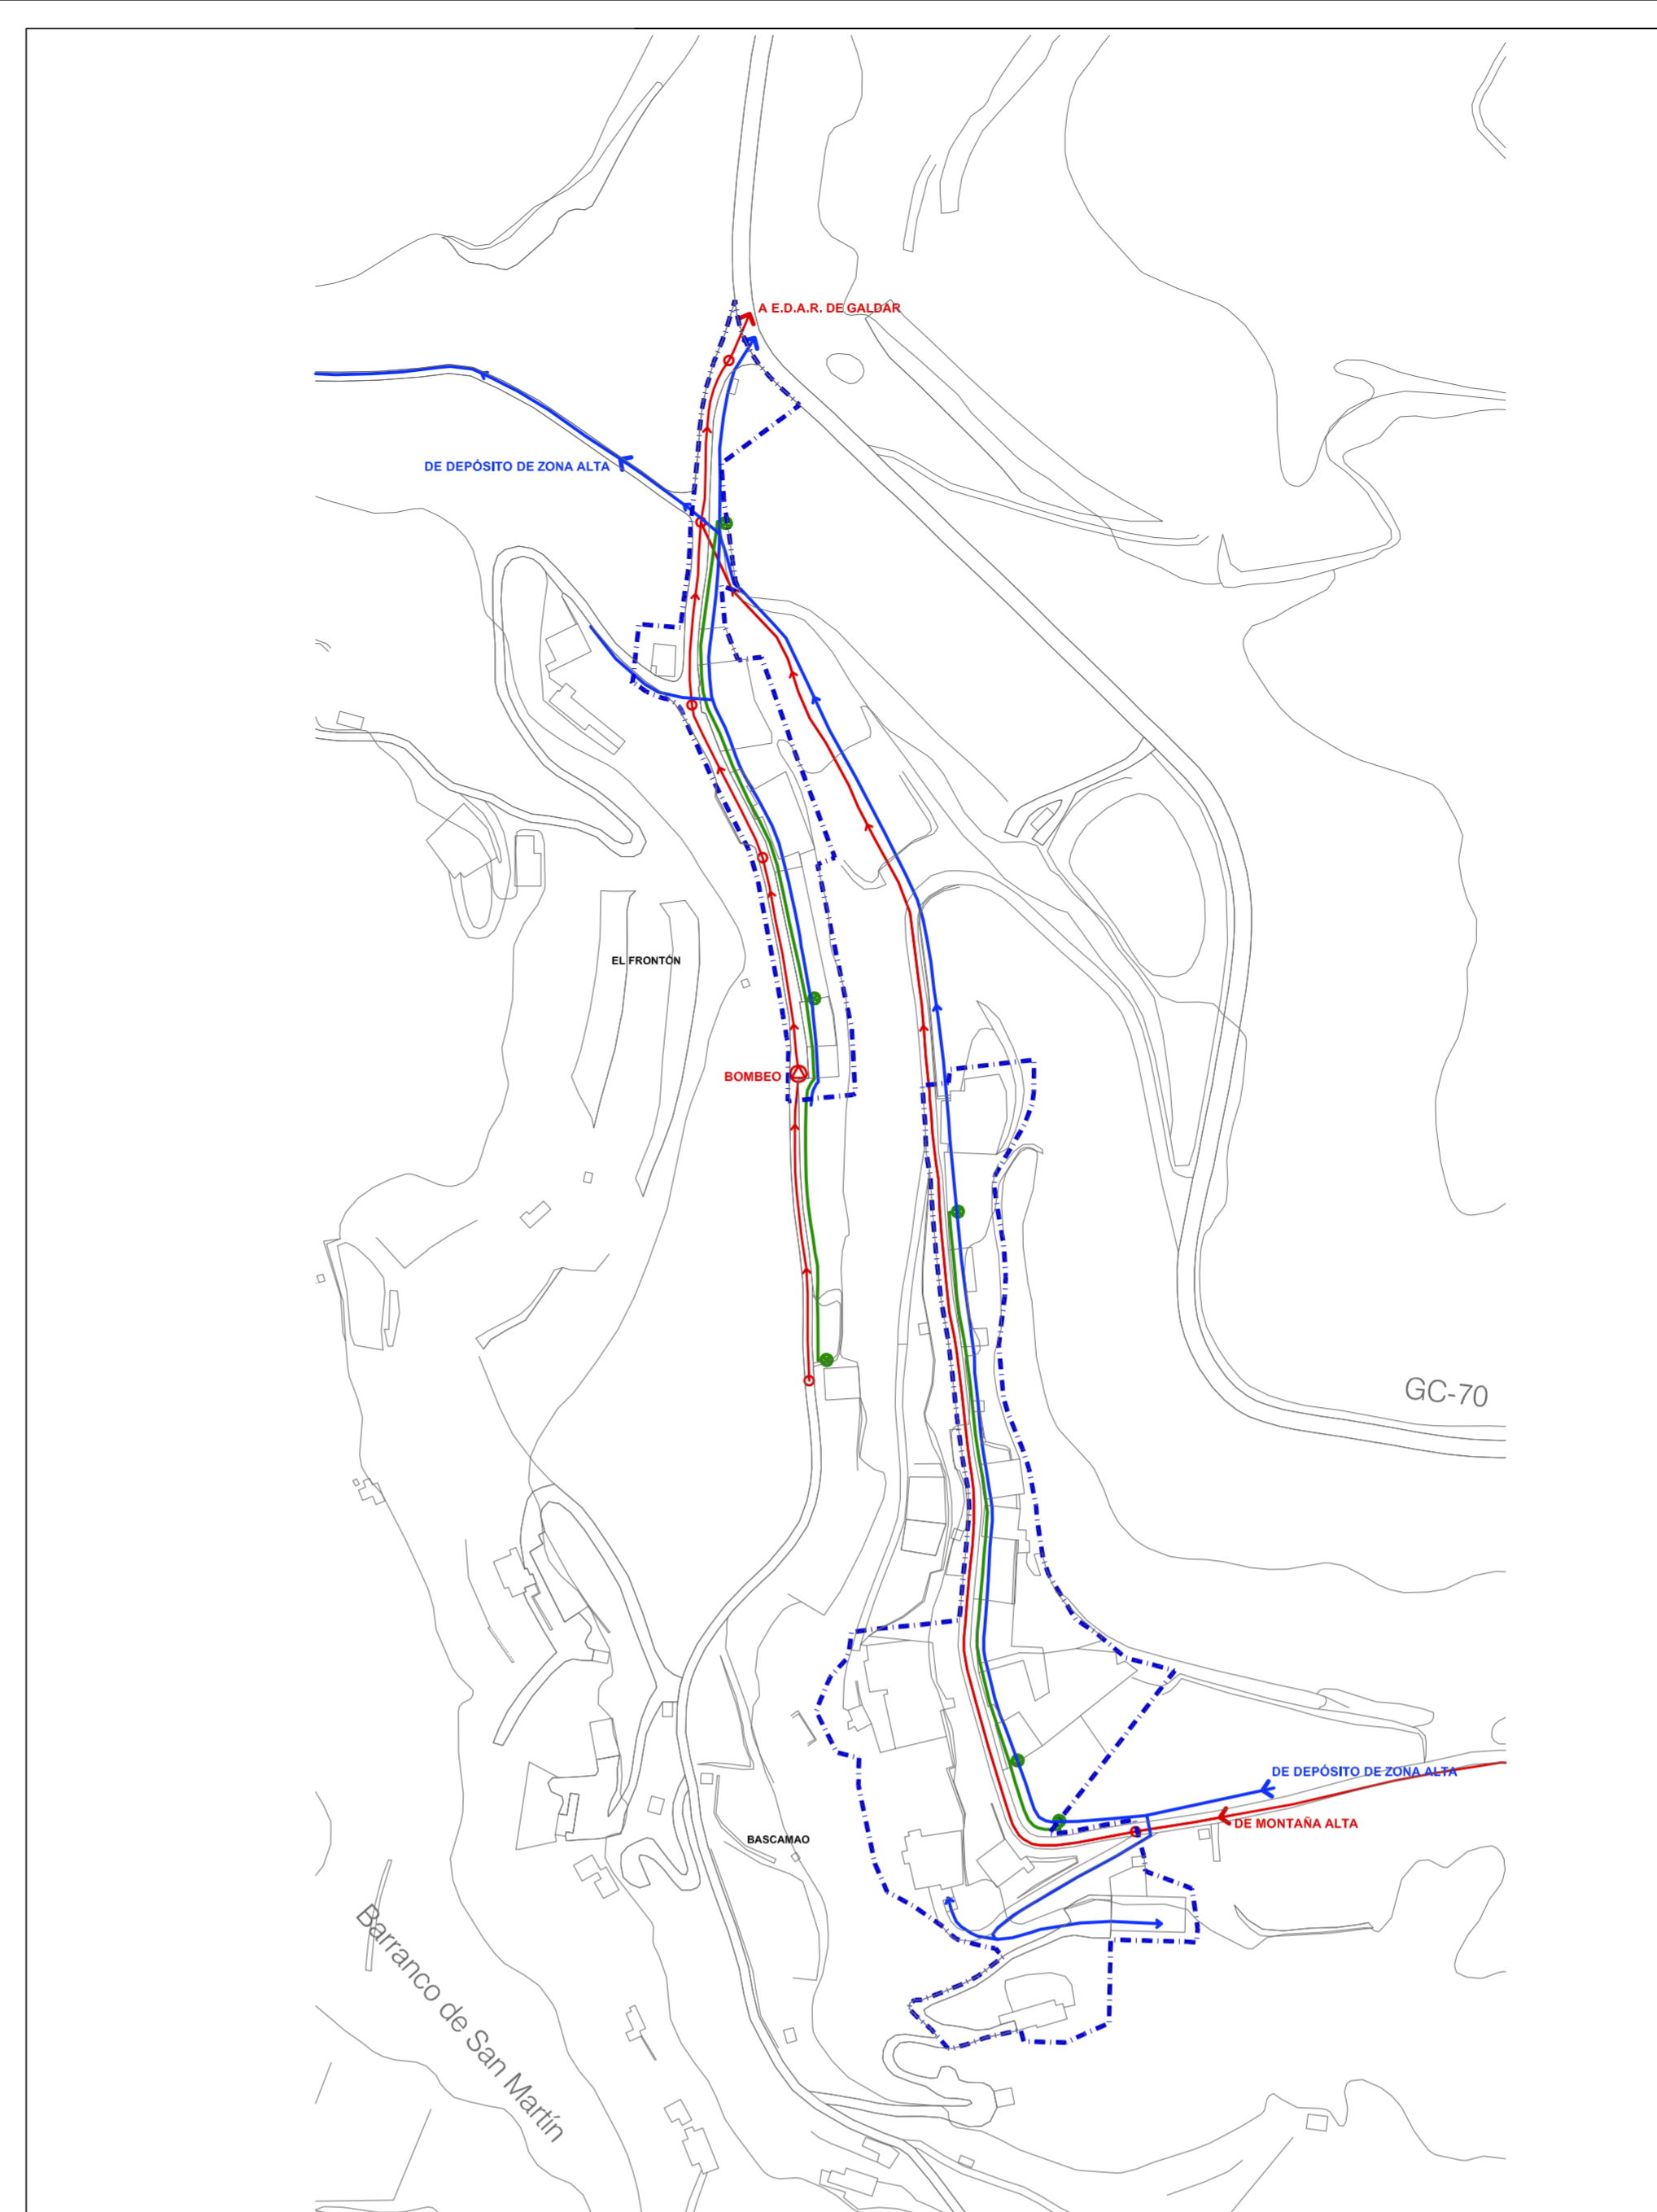 A E.D.A.R. DE GALDAR
DE DEPÓSITO DE ZONA ALTA
EL FRONTÓN
BOMBEO
GC-70
DE DEPÓSITO DE ZONA ALTA
DE MONTAÑA ALTA
BASCAMAO
Barranco de San Martín